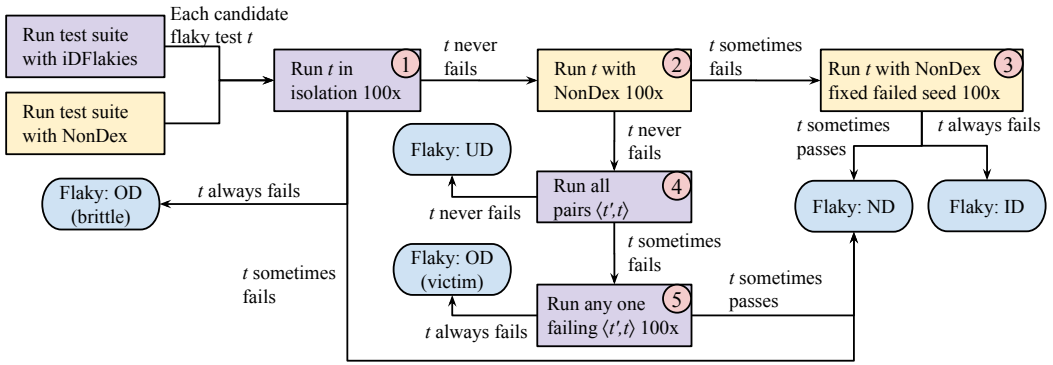 Run test suite
with iDFlakies
Each candidate
flaky test t
Run test suite
with NonDex
1
Run t in
isolation 100x
t never
fails
2
Run t with
NonDex 100x
t sometimes
fails
3
Run t with NonDex
fixed failed seed 100x
t sometimes
passes
t always fails
Flaky: ND
Flaky: ID
t never
fails
Flaky: UD
t never fails
4
Run all
pairs ⟨t′,t⟩
Flaky: OD
(brittle)
t always fails
t sometimes
fails
t sometimes
fails
Flaky: OD
(victim)
t always fails
5
Run any one
failing ⟨t′,t⟩ 100x
t sometimes
passes